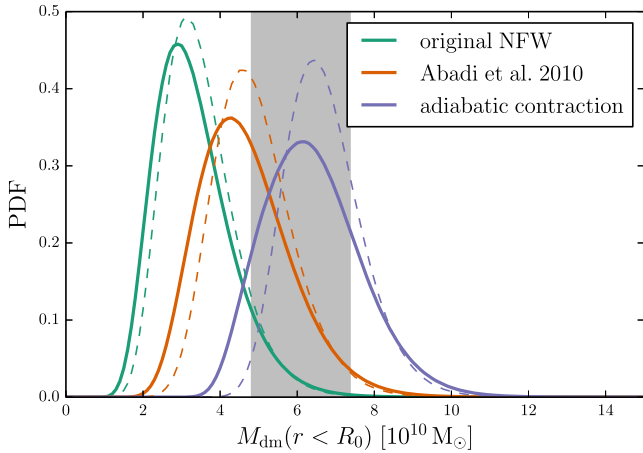 0.5
0.4
0.3
0.2
0.1
0.0
PDF
original NFW
Abadi et al. 2010
adiabatic contraction
0 2 4 6 8 10 12 14
M_dm(r < R_0) [10^10 M_⊙]